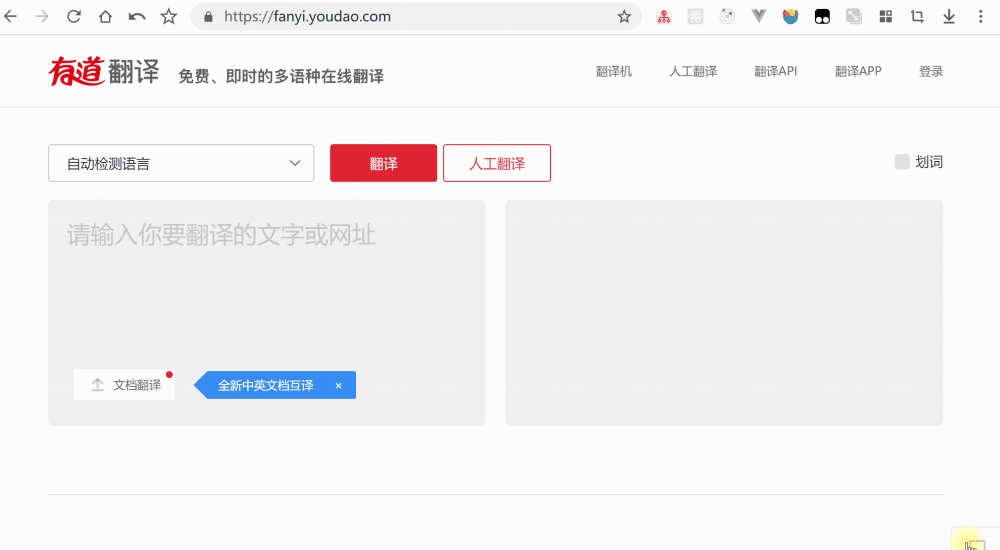 https://fanyi.youdao.com
有道翻译 免费、即时的多语种在线翻译
翻译机 人工翻译 翻译API 翻译APP 登录
自动检测语言 翻译 人工翻译 划词
请输入你要翻译的文字或网址
文档翻译 全新中英文档互译 ×